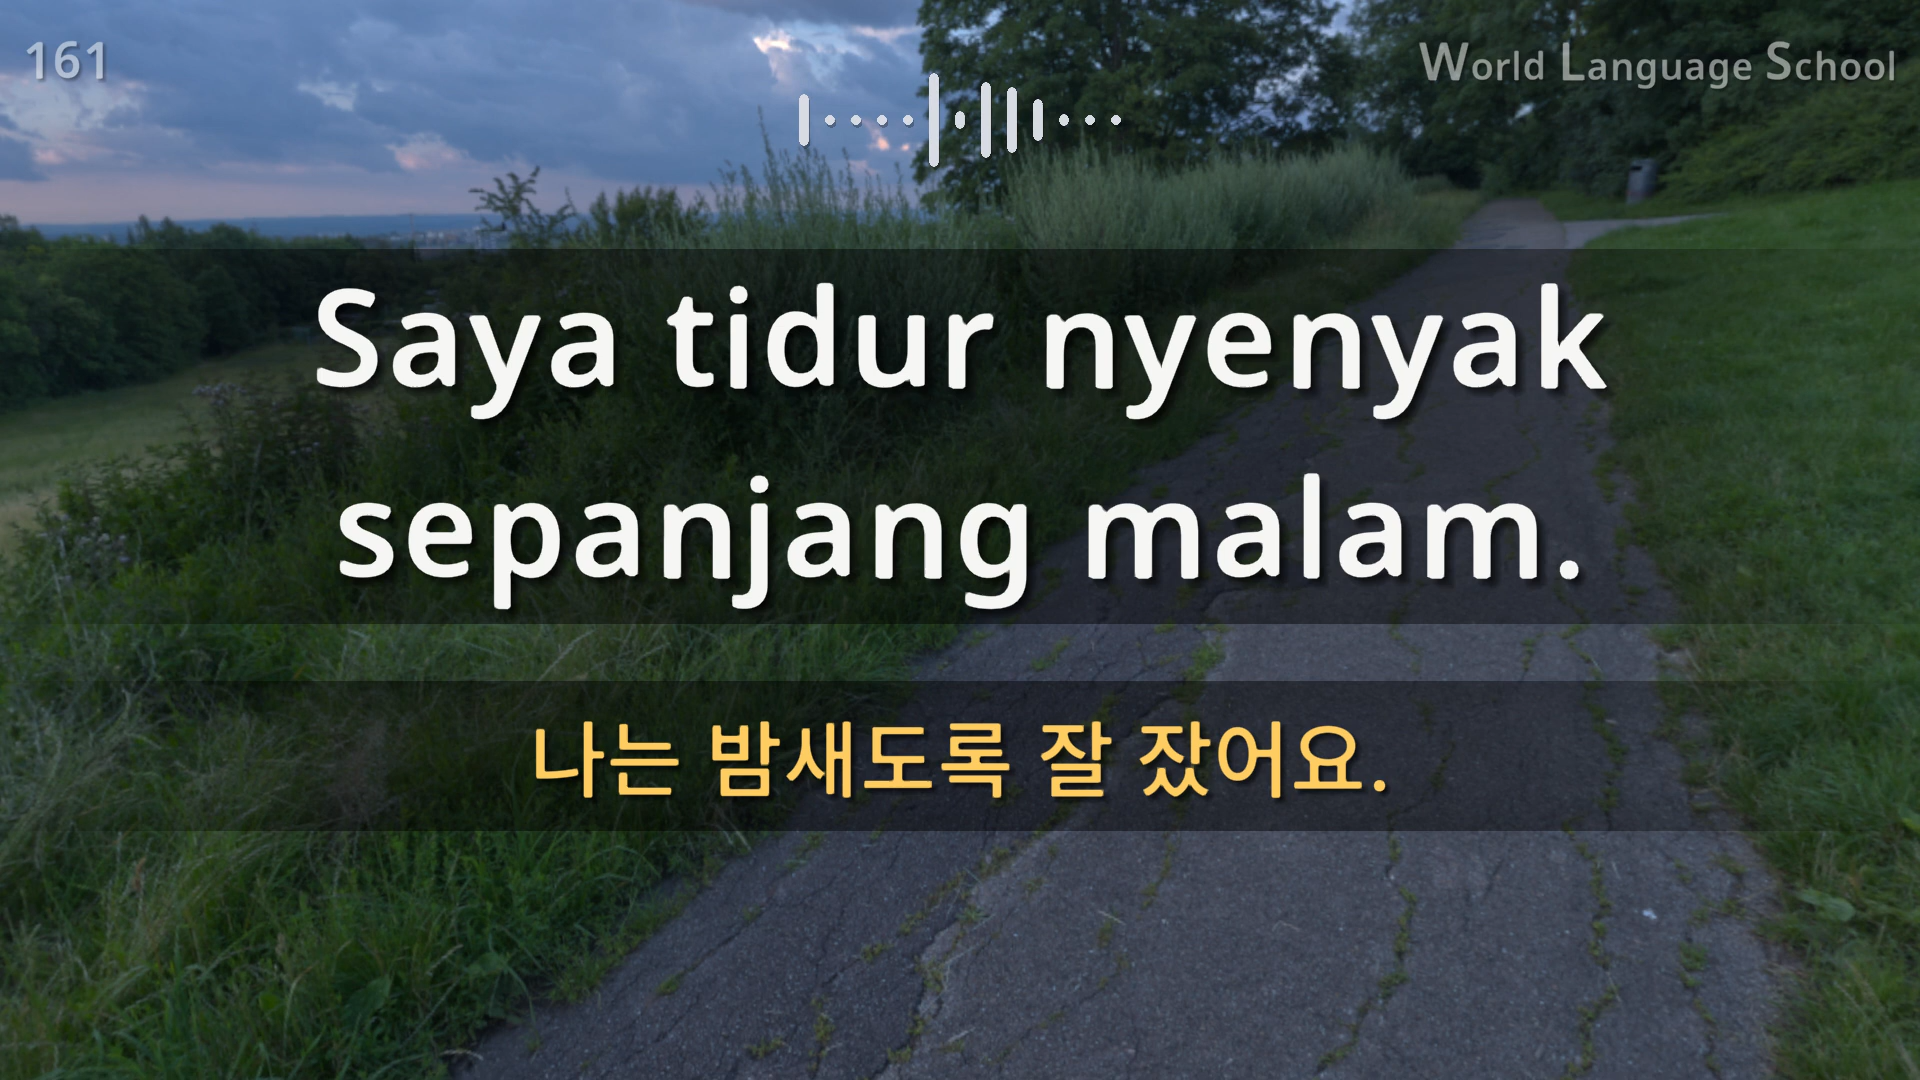 161
World Language School
Saya tidur nyenyak
sepanjang malam.
나는 밤새도록 잘 잤어요.